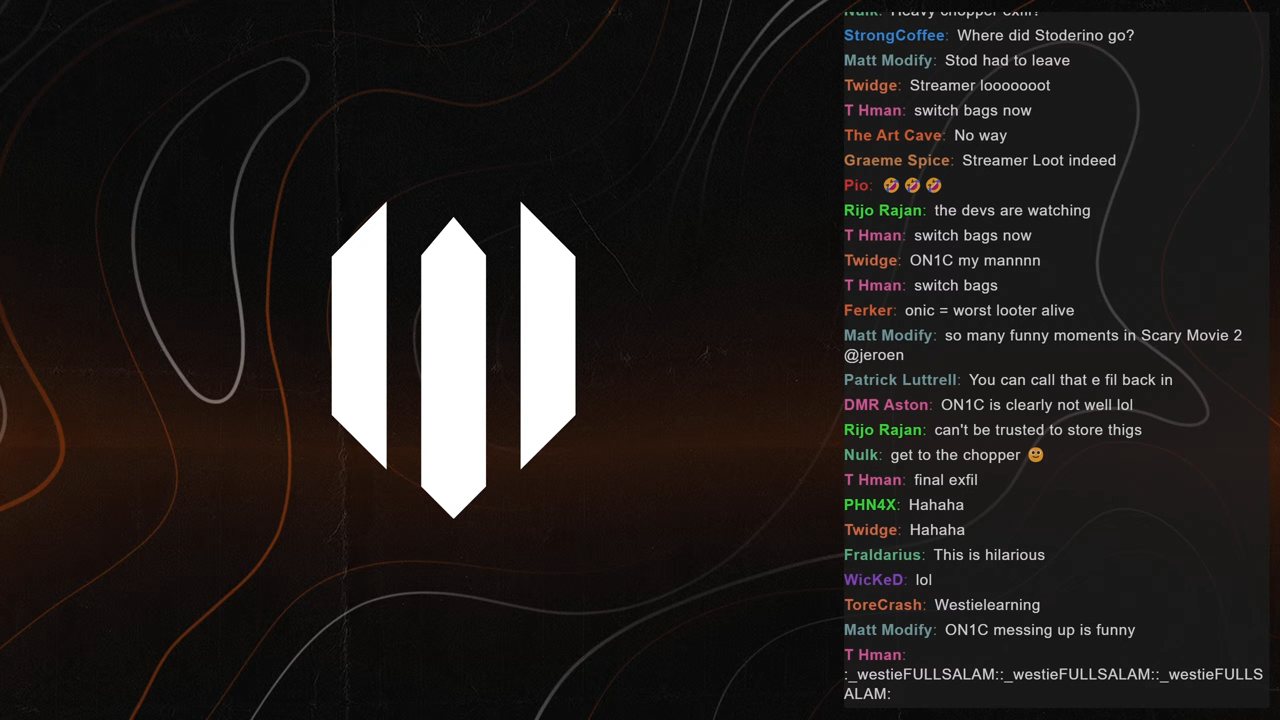 Nulk: Heavy chopper exfil?
StrongCoffee: Where did Stoderino go?
Matt Modify: Stod had to leave
Twidge: Streamer looooooot
T Hman: switch bags now
The Art Cave: No way
Graeme Spice: Streamer Loot indeed
Pio: 🤣 🤣 🤣
Rijo Rajan: the devs are watching
T Hman: switch bags now
Twidge: ON1C my mannnn
T Hman: switch bags
Ferker: onic = worst looter alive
Matt Modify: so many funny moments in Scary Movie 2
@jeroen
Patrick Luttrell: You can call that e fil back in
DMR Aston: ON1C is clearly not well lol
Rijo Rajan: can't be trusted to store thigs
Nulk: get to the chopper 🙂
T Hman: final exfil
PHN4X: Hahaha
Twidge: Hahaha
Fraldarius: This is hilarious
WicKeD: lol
ToreCrash: Westielearning
Matt Modify: ON1C messing up is funny
T Hman:
:_westieFULLSALAM::_westieFULLSALAM::_westieFULLS
ALAM: